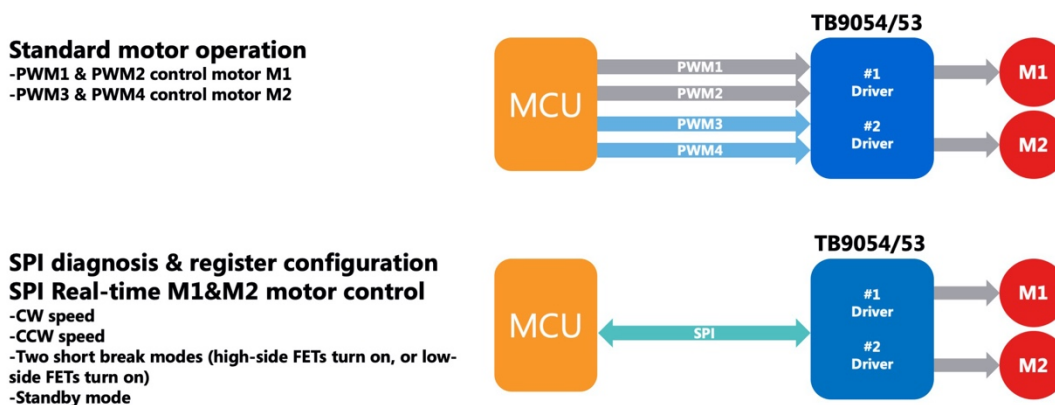 Standard motor operation
-PWM1 & PWM2 control motor M1
-PWM3 & PWM4 control motor M2
TB9054/53
MCU
PWM1
PWM2
PWM3
PWM4
#1
Driver
#2
Driver
M1
M2
SPI diagnosis & register configuration
SPI Real-time M1&M2 motor control
-CW speed
-CCW speed
-Two short break modes (high-side FETs turn on, or low-
side FETs turn on)
-Standby mode
TB9054/53
MCU
SPI
#1
Driver
#2
Driver
M1
M2